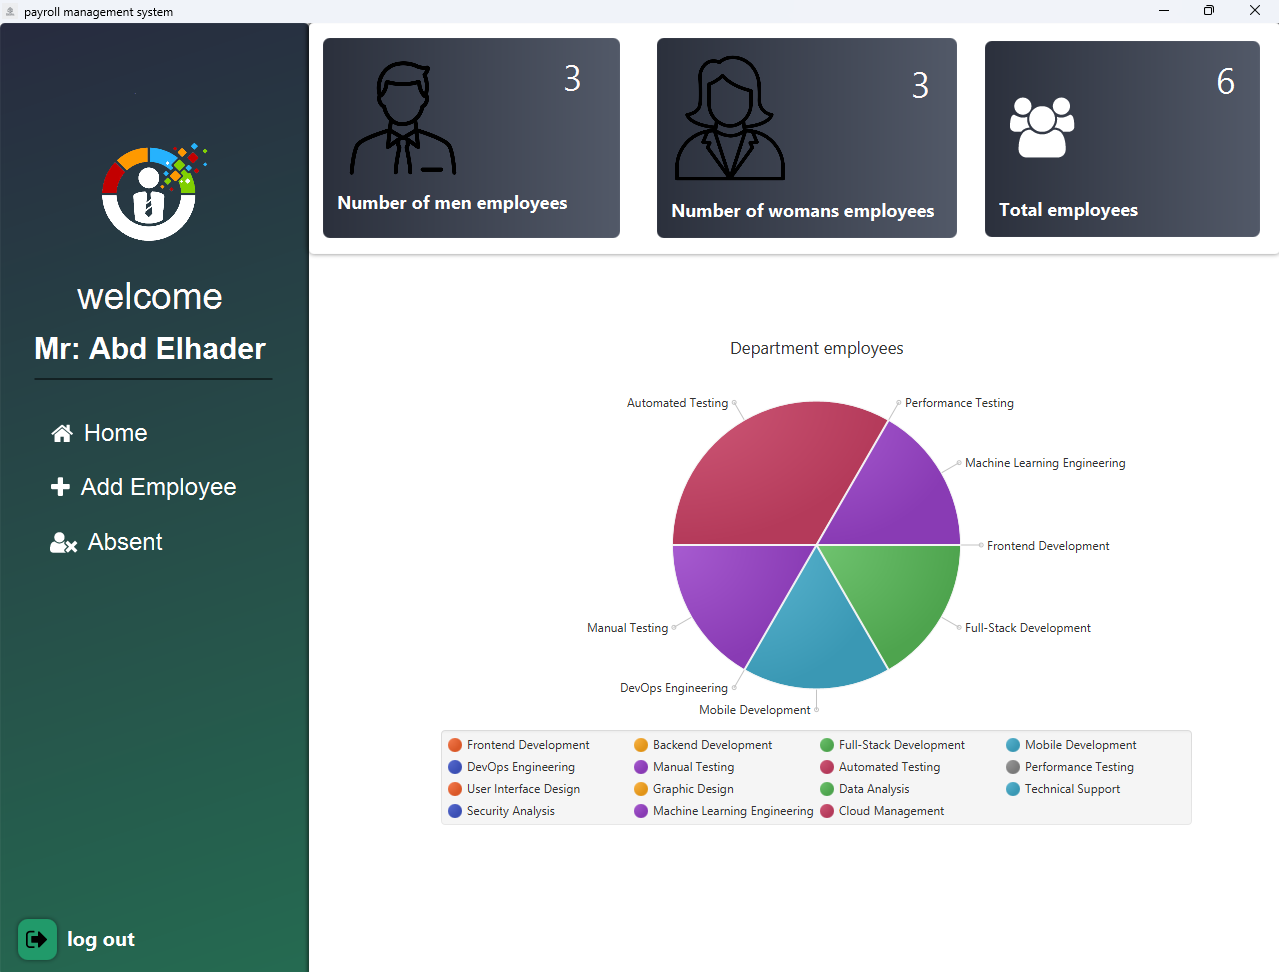 payroll management system
3
Number of men employees
3
Number of womans employees
6
Total employees
welcome
Mr: Abd Elhader
Home
Add Employee
Absent
log out
Department employees
Automated Testing
Performance Testing
Machine Learning Engineering
Frontend Development
Manual Testing
Full-Stack Development
DevOps Engineering
Mobile Development
Frontend Development Backend Development Full-Stack Development Mobile Development
DevOps Engineering Manual Testing Automated Testing Performance Testing
User Interface Design Graphic Design Data Analysis Technical Support
Security Analysis Machine Learning Engineering Cloud Management